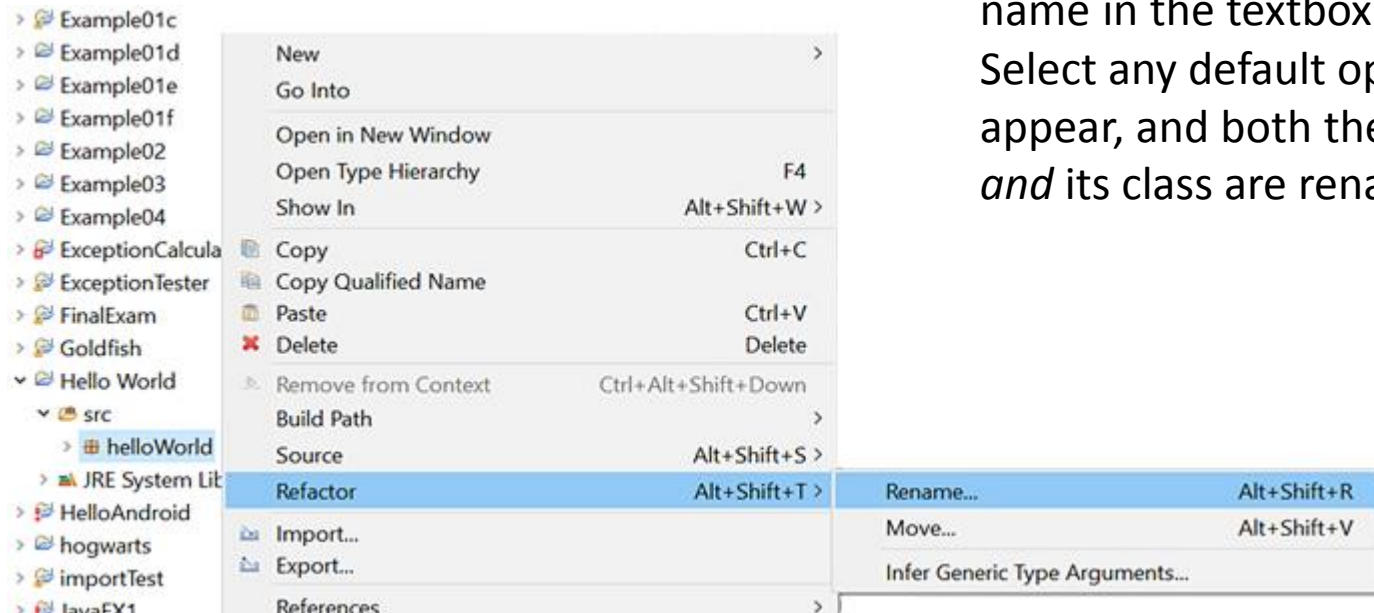 Example01c
Example01d
Example01e
Example01f
Example02
Example03
Example04
ExceptionCalcula
ExceptionTester
FinalExam
Goldfish
Hello World
src
helloWorld
JRE System Lib
HelloAndroid
hogwarts
importTest
JavaFX1
New >
Go Into
Open in New Window
Open Type Hierarchy F4
Show In Alt+Shift+W >
Copy Ctrl+C
Copy Qualified Name
Paste Ctrl+V
Delete Delete
Remove from Context Ctrl+Alt+Shift+Down
Build Path >
Source Alt+Shift+S >
Refactor Alt+Shift+T >
Import...
Export...
References >
Rename... Alt+Shift+R
Move... Alt+Shift+V
Infer Generic Type Arguments...
name in the textbox
Select any default op
appear, and both the
and its class are rena